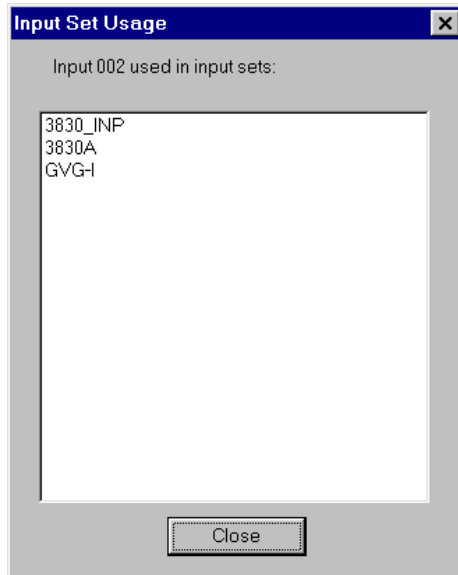 Input Set Usage
Input 002 used in input sets:
3830_INP
3830A
GVG-I
Close